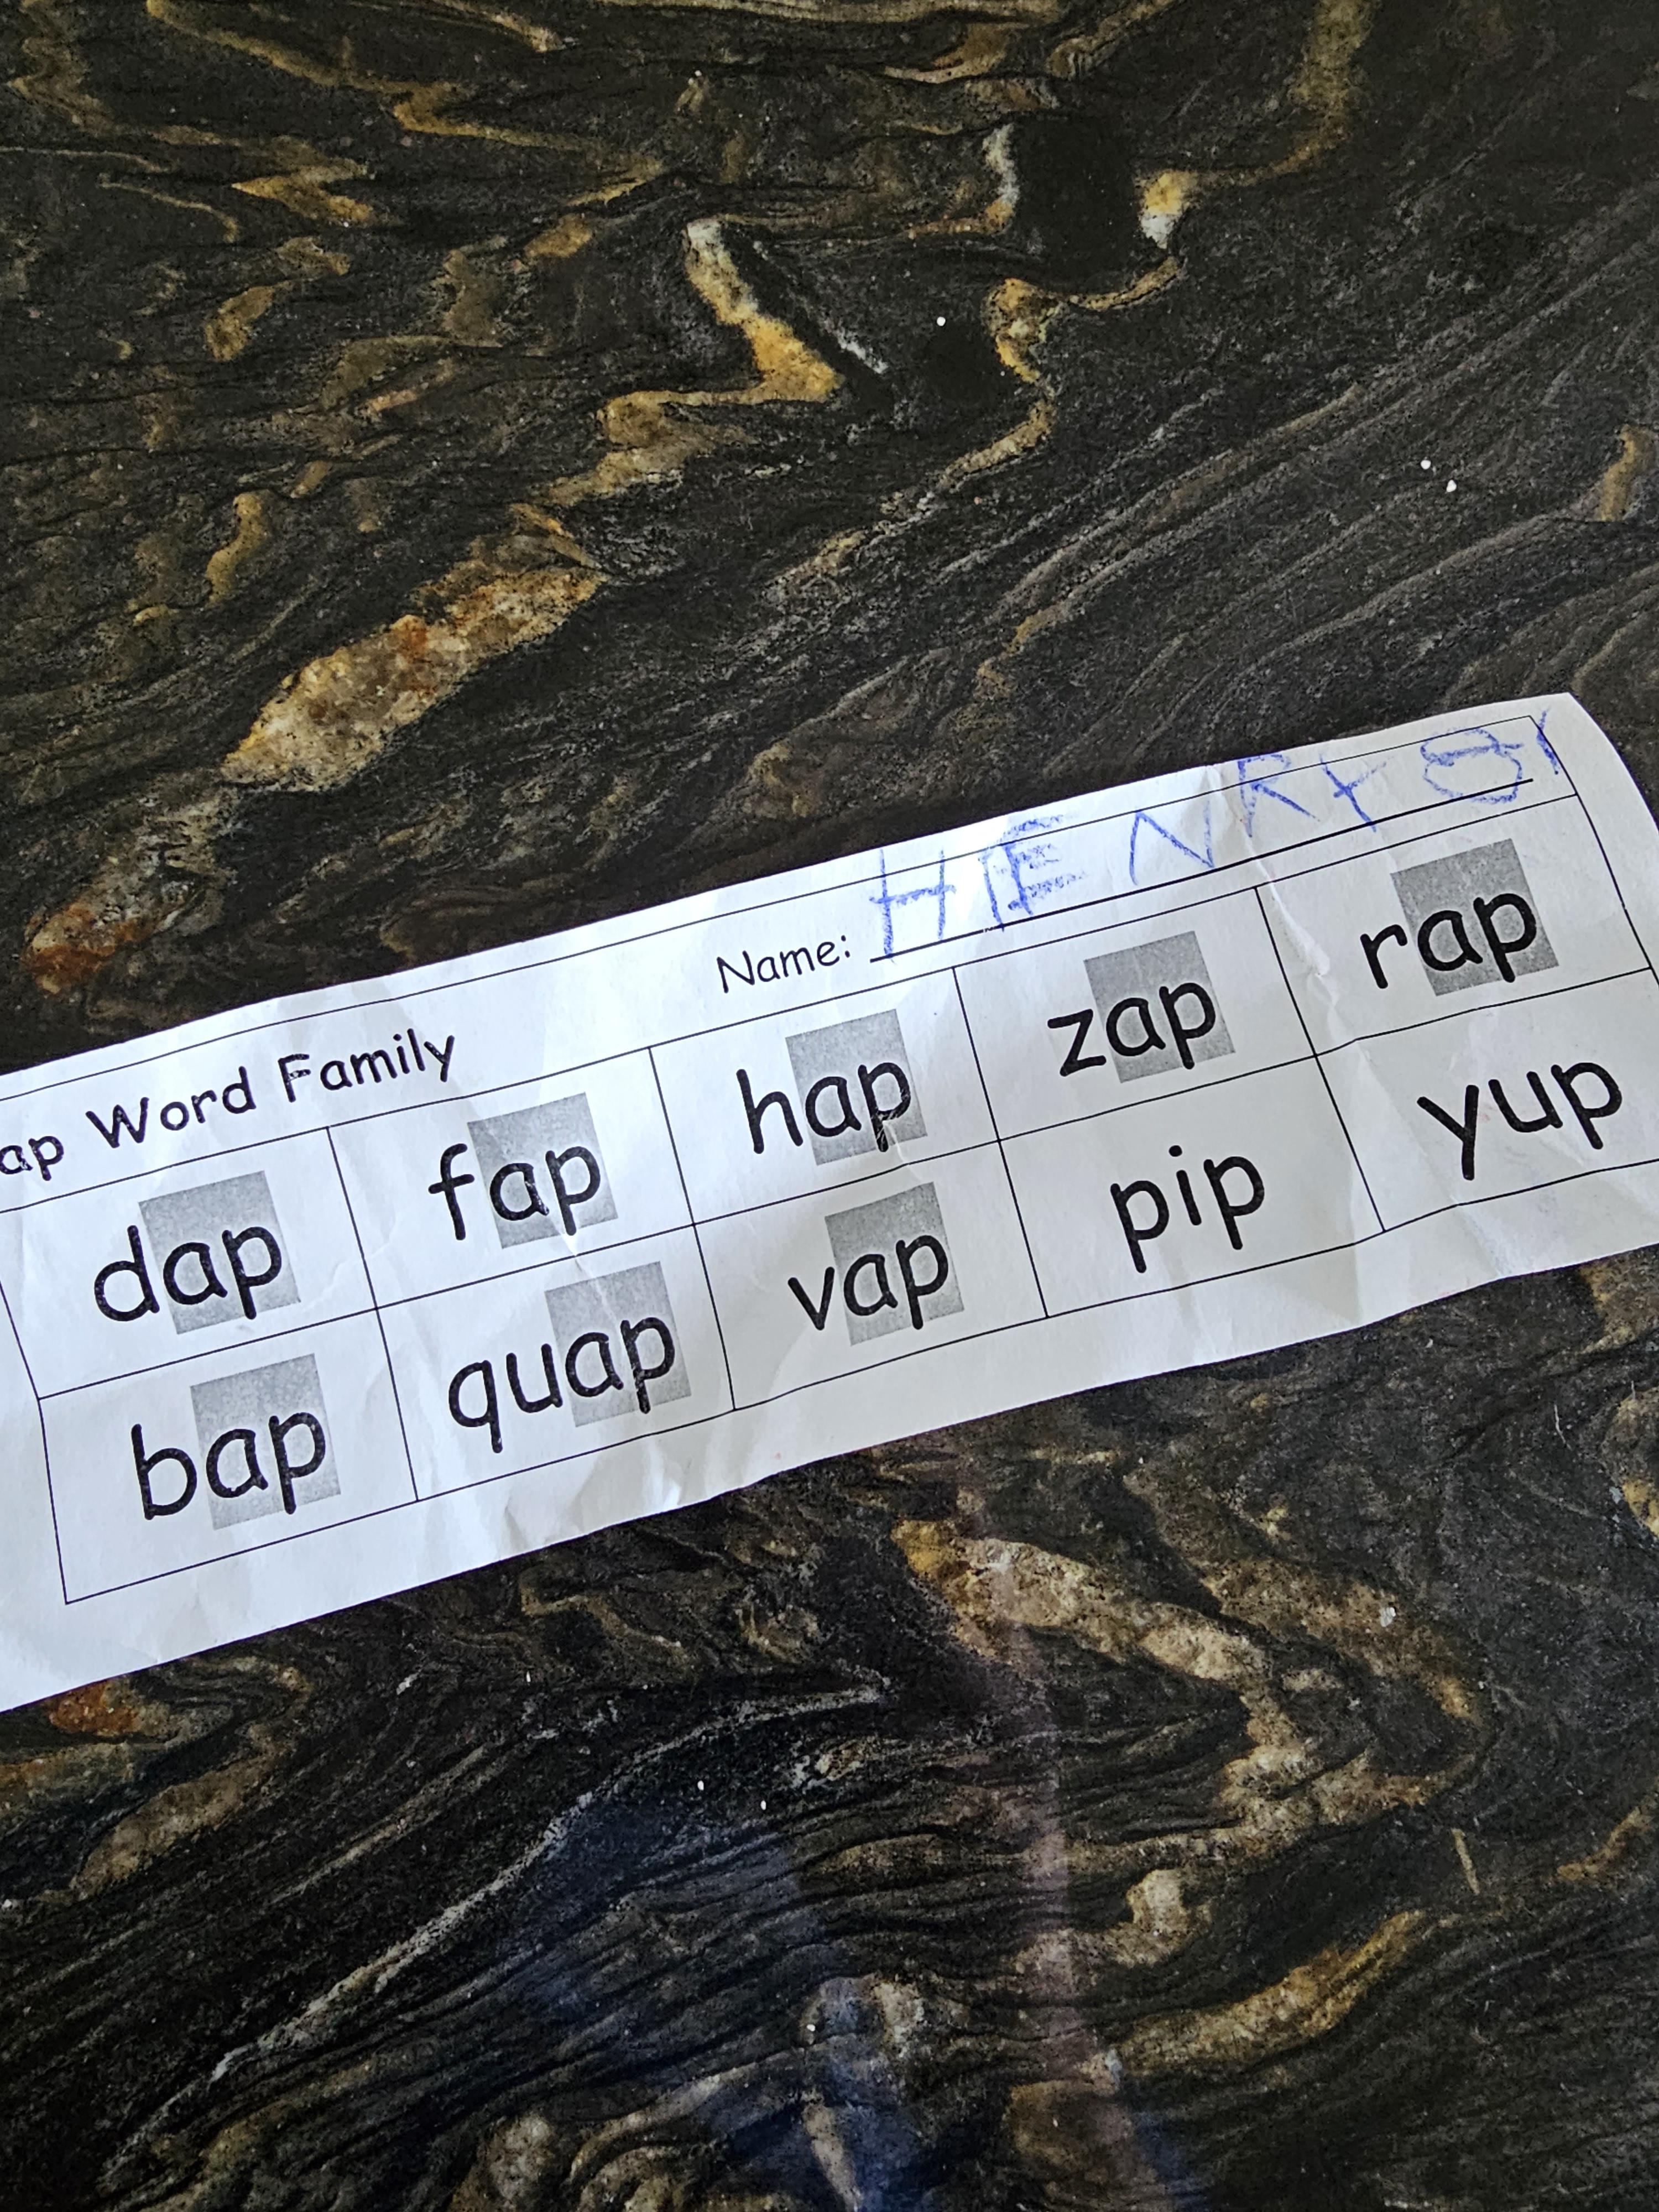 ap Word Family Name: HENRY
dap fap hap zap rap
bap quap vap pip yup